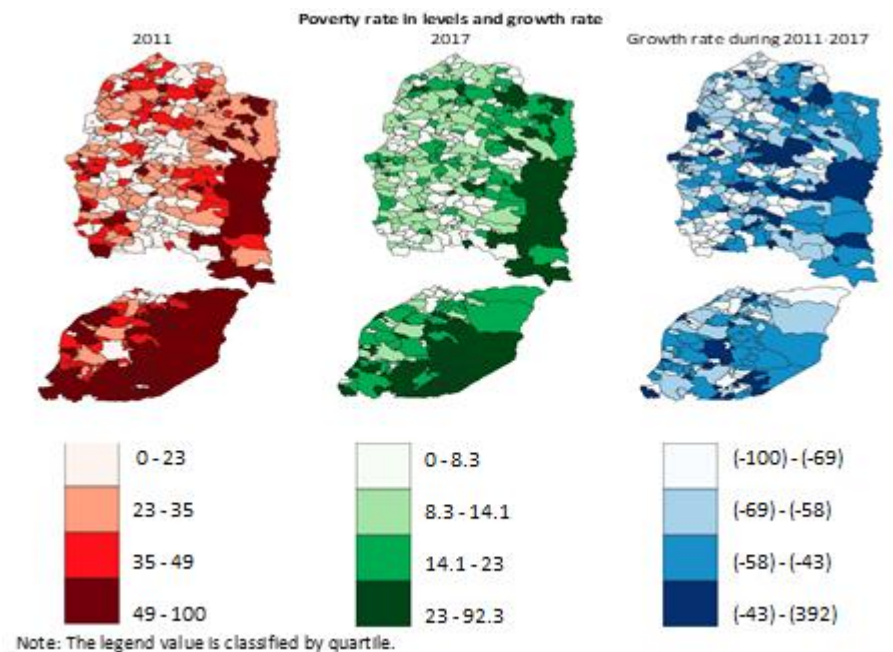 Poverty rate in levels and growth rate
2011
2017
Growth rate during 2011-2017
0 - 23
23 - 35
35 - 49
49 - 100
0 - 8.3
8.3 - 14.1
14.1 - 23
23 - 92.3
(-100) - (-69)
(-69) - (-58)
(-58) - (-43)
(-43) - (392)
Note: The legend value is classified by quartile.